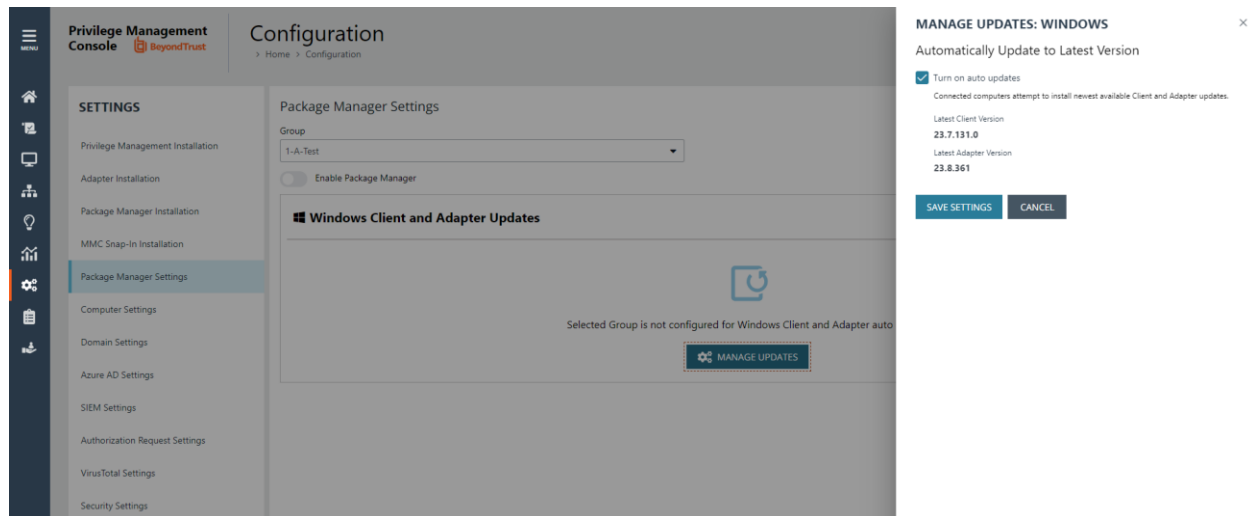 MENU
Privilege Management
Console BeyondTrust
Configuration
> Home > Configuration
SETTINGS
Privilege Management Installation
Adapter Installation
Package Manager Installation
MMC Snap-In Installation
Package Manager Settings
Computer Settings
Domain Settings
Azure AD Settings
SIEM Settings
Authorization Request Settings
VirusTotal Settings
Security Settings
Package Manager Settings
Group
1-A-Test
Enable Package Manager
Windows Client and Adapter Updates
Selected Group is not configured for Windows Client and Adapter auto
MANAGE UPDATES
MANAGE UPDATES: WINDOWS
Automatically Update to Latest Version
Turn on auto updates
Connected computers attempt to install newest available Client and Adapter updates.
Latest Client Version
23.7.131.0
Latest Adapter Version
23.8.361
SAVE SETTINGS CANCEL